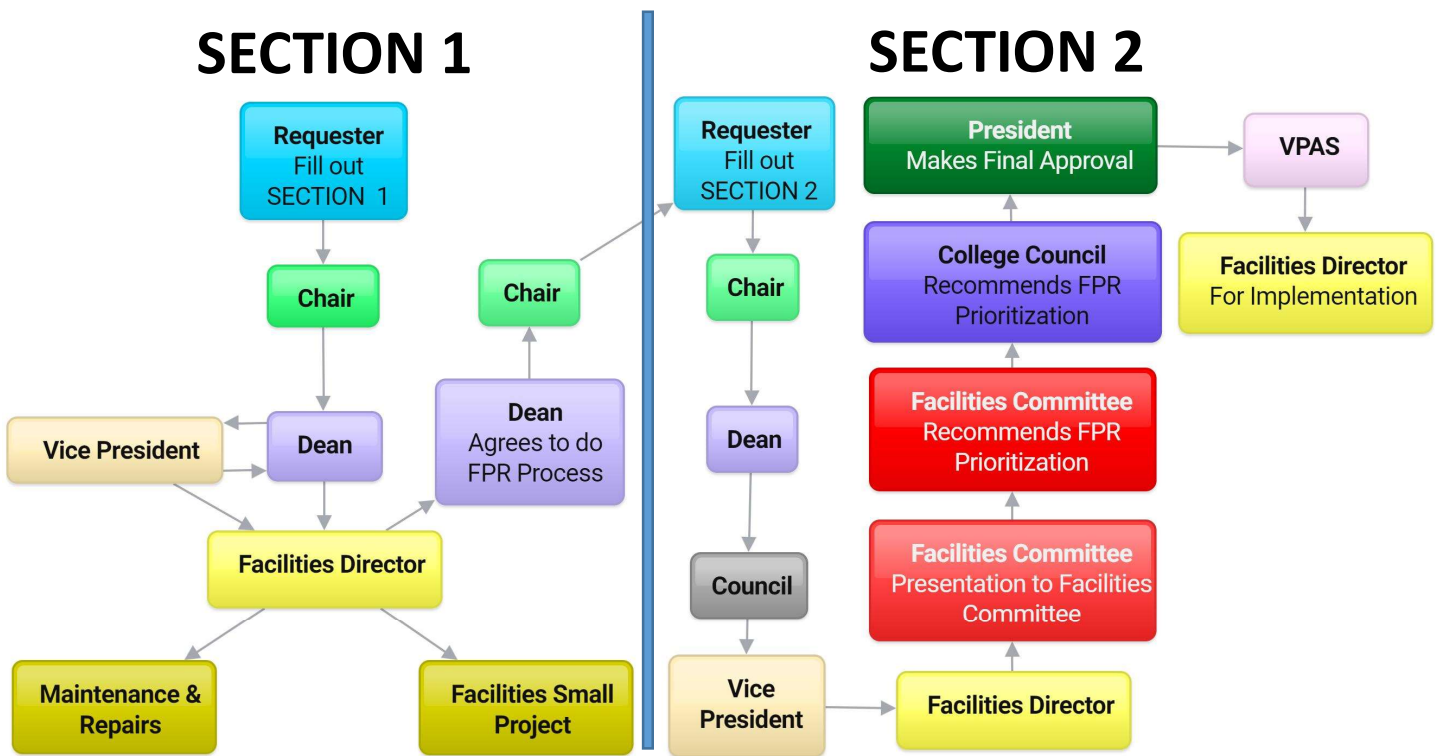 SECTION 1
Requester
Fill out
SECTION 1
Chair
Vice President
Dean
Facilities Director
Maintenance &
Repairs
Facilities Small
Project
Dean
Agrees to do
FPR Process
Chair
SECTION 2
Requester
Fill out
SECTION 2
Chair
Dean
Council
Vice
President
Facilities Director
Facilities Committee
Presentation to Facilities
Committee
Facilities Committee
Recommends FPR
Prioritization
College Council
Recommends FPR
Prioritization
President
Makes Final Approval
VPAS
Facilities Director
For Implementation